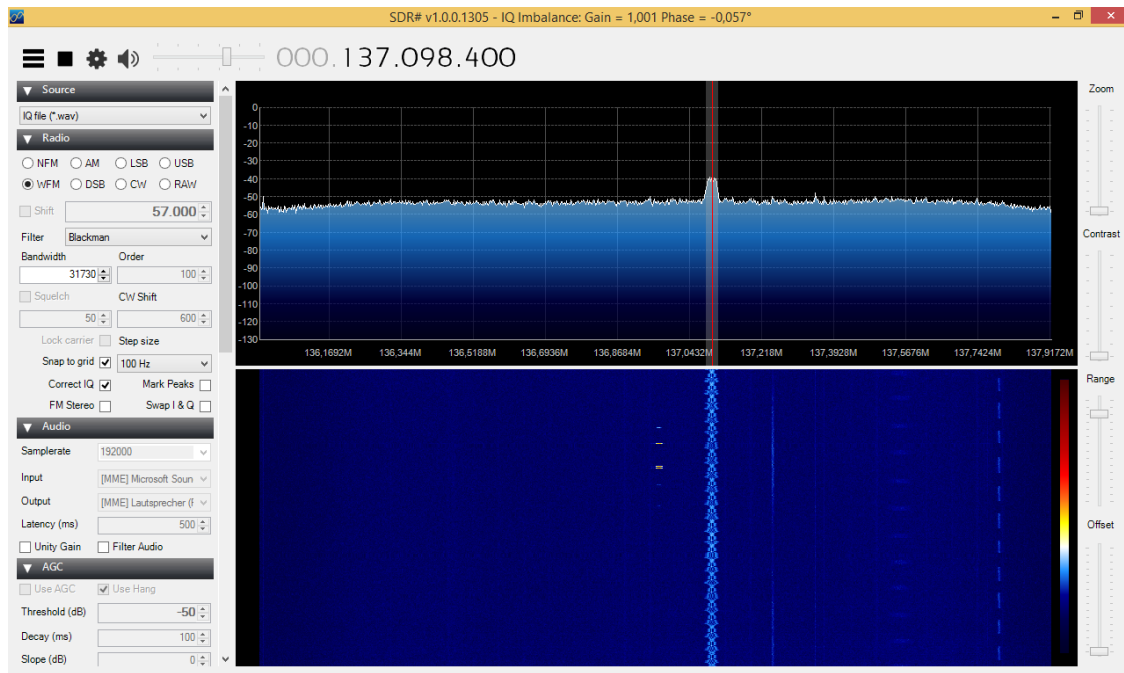 SDR# v1.0.0.1305 - IQ Imbalance: Gain = 1,001 Phase = -0,057°
000.137.098.400
Source
IQ file (*.wav)
Radio
NFM AM LSB USB
WFM DSB CW RAW
Shift 57.000
Filter Blackman
Bandwidth Order
31730 100
Squelch CW Shift
50 600
Lock carrier Step size
Snap to grid 100 Hz
Correct IQ Mark Peaks
FM Stereo Swap I & Q
Audio
Samplerate 192000
Input [MME] Microsoft Soun
Output [MME] Lautsprecher (F
Latency (ms) 500
Unity Gain Filter Audio
AGC
Use AGC Use Hang
Threshold (dB) -50
Decay (ms) 100
Slope (dB) 0
0
-10
-20
-30
-40
-50
-60
-70
-80
-90
-100
-110
-120
-130
136,1692M 136,344M 136,5188M 136,6936M 136,8684M 137,0432M 137,218M 137,3928M 137,5676M 137,7424M 137,9172M
Zoom
Contrast
Range
Offset